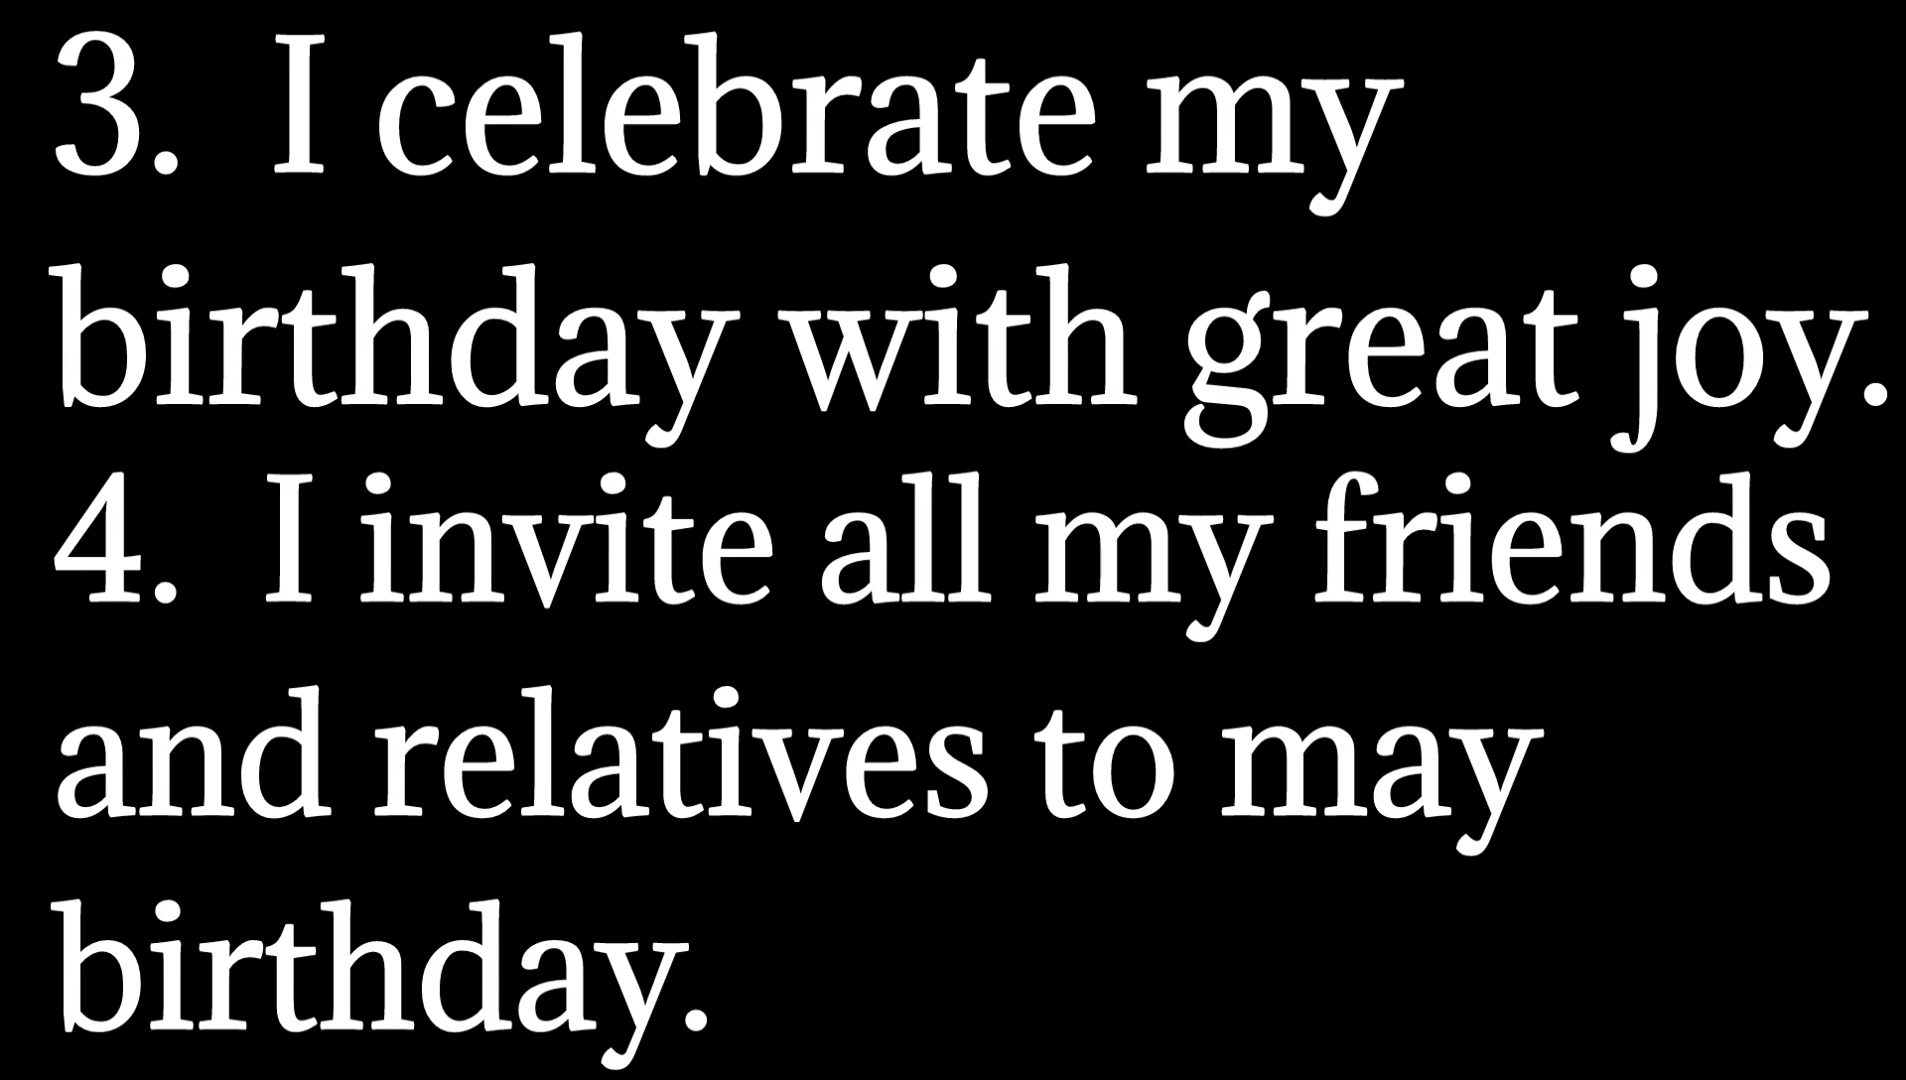 3. I celebrate my
birthday with great joy.
4. I invite all my friends
and relatives to may
birthday.